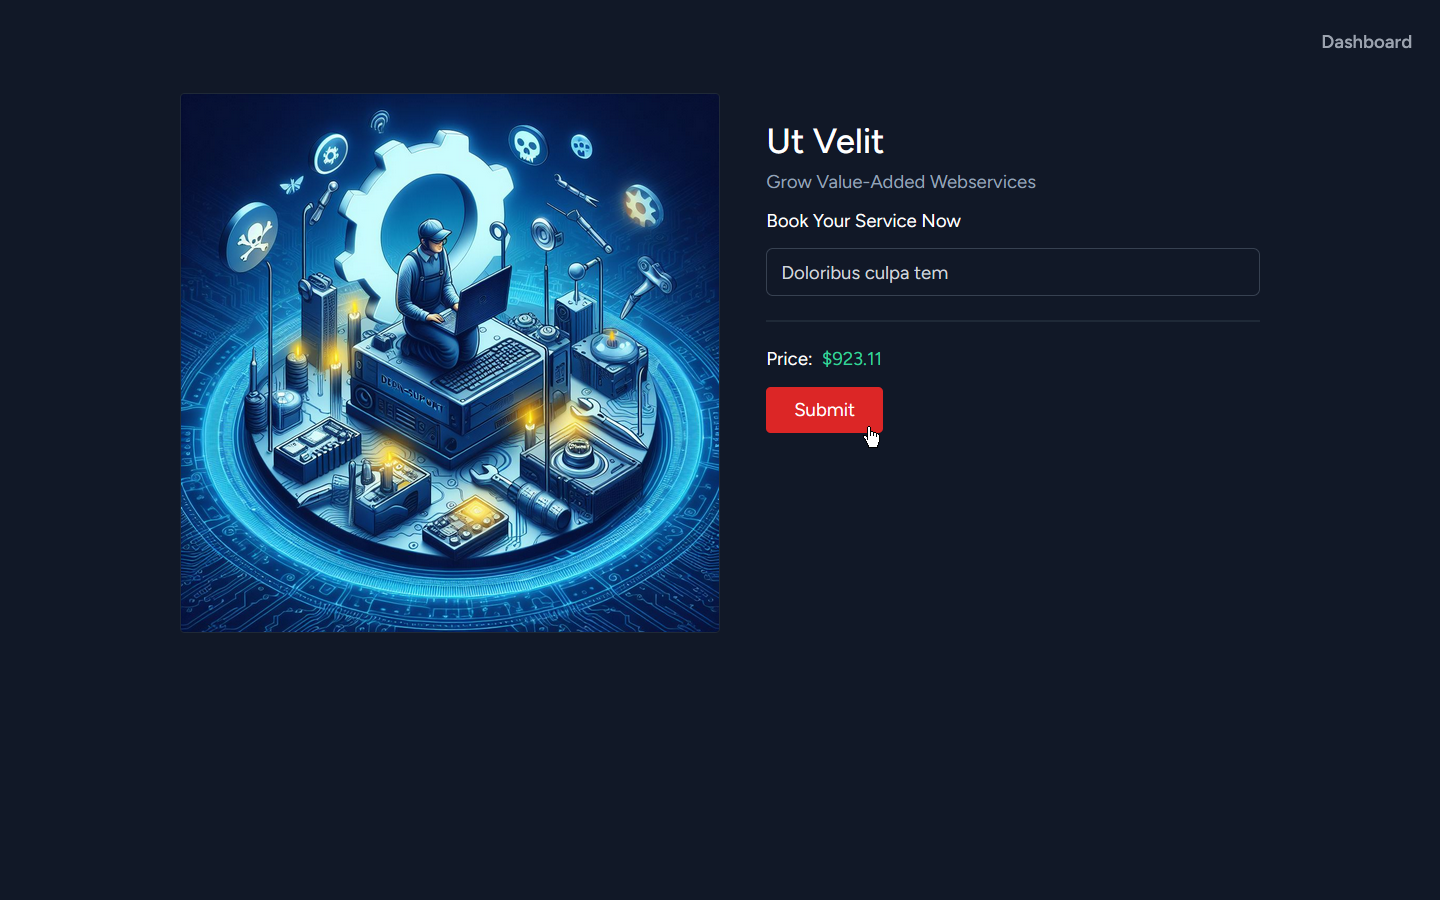 Dashboard
Ut Velit
Grow Value-Added Webservices
Book Your Service Now
Doloribus culpa tem
Price: $923.11
Submit